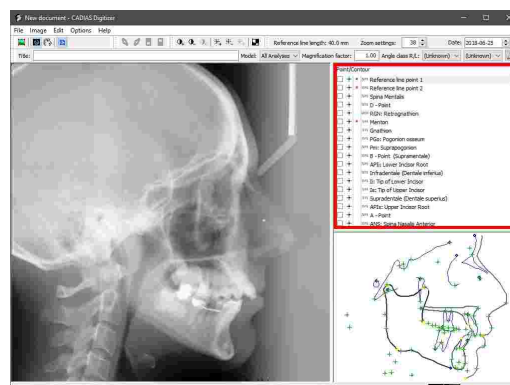 New document - CADIAS Digitizer
File Image Edit Options Help
Reference line length: 40.0 mm Zoom settings: 38 Date: 2018-06-25
Title: Model: All Analyses Magnification factor: 1.00 Angle class R/L: (Unknown) (Unknown)
Point/Contour
Reference line point 1
Reference line point 2
Spina Mentalis
D - Point
RGN: Retrognathion
Menton
Gnathion
PGo: Pogonion osseum
Pm: Suprapogonion
B - Point (Supramentale)
APIi: Lower Incisor Root
Infradentale (Dentale inferius)
Ii: Tip of Lower Incisor
Is: Tip of Upper Incisor
Supradentale (Dentale superius)
APIs: Upper Incisor Root
A - Point
ANS: Spina Nasalis Anterior